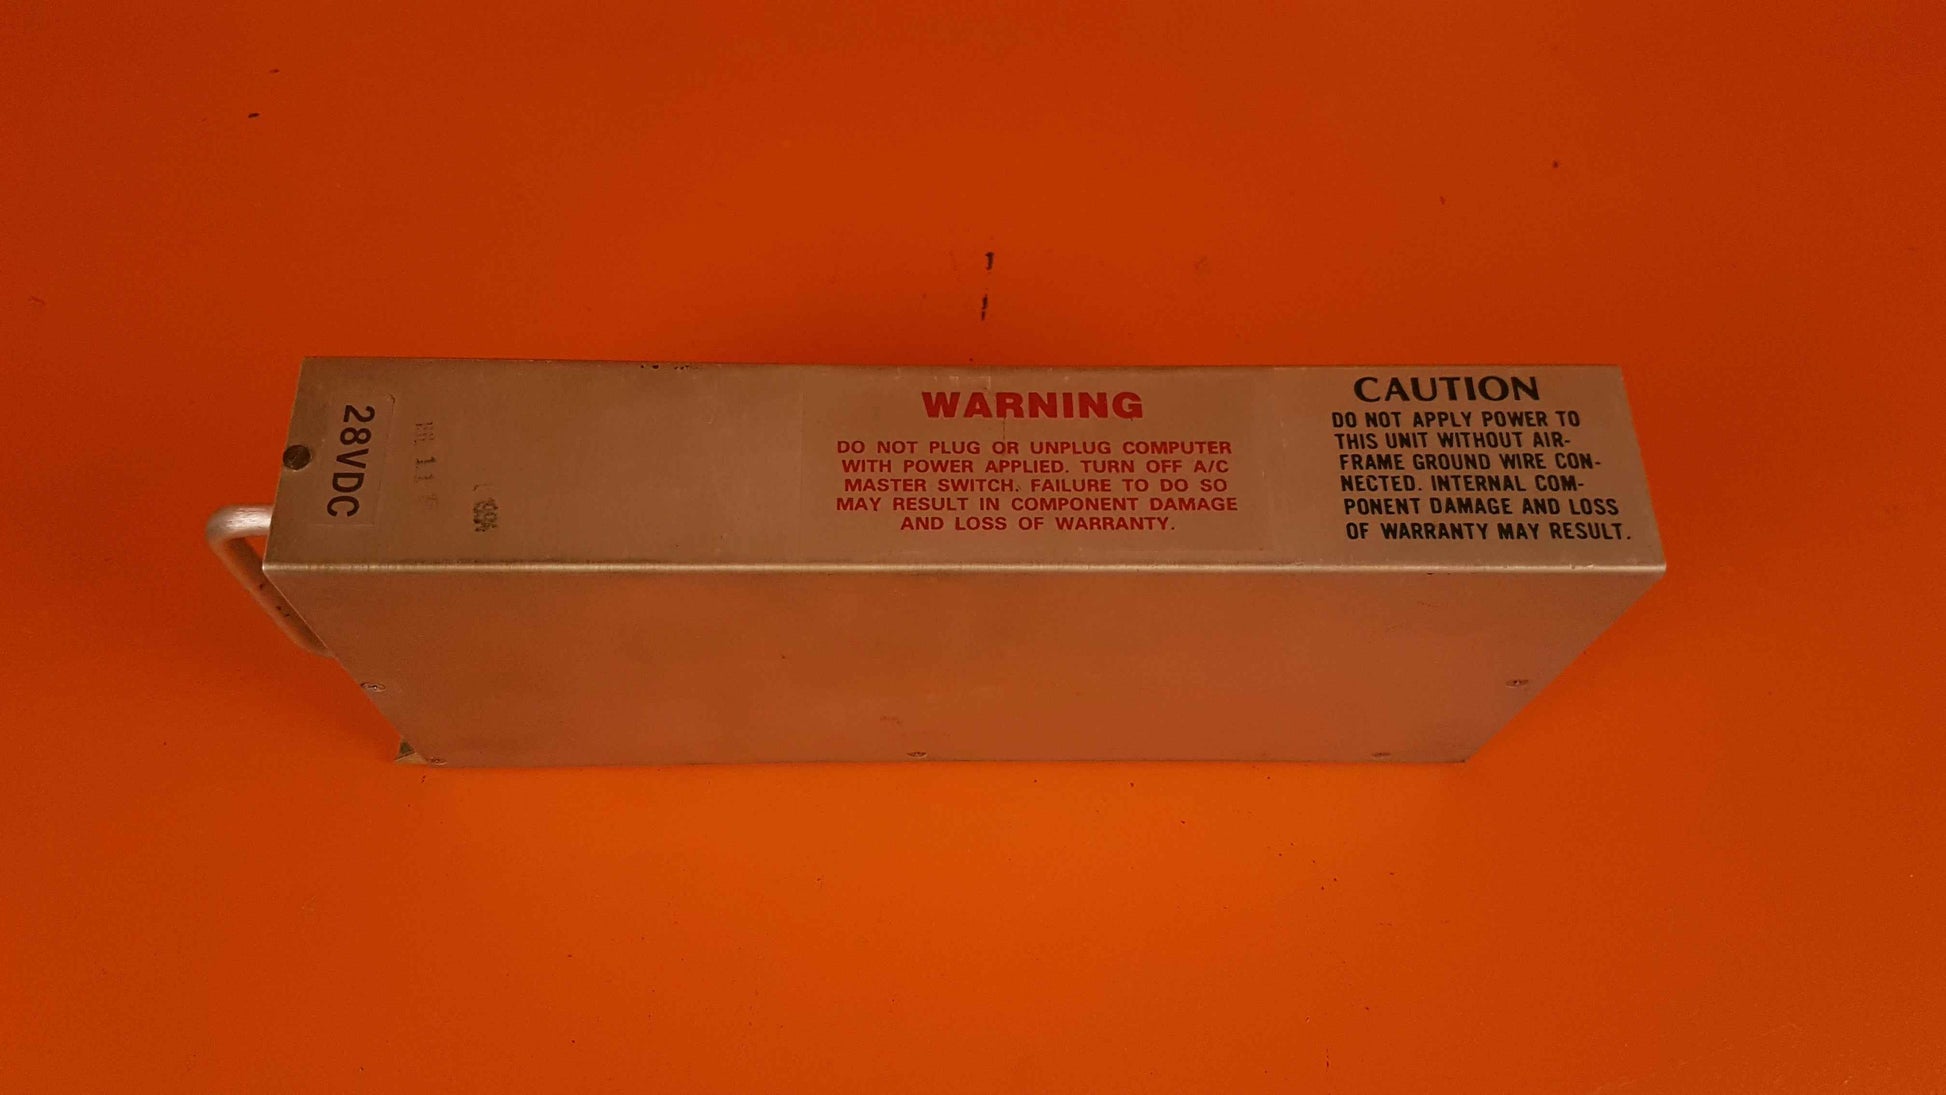 28VDC
WARNING
DO NOT PLUG OR UNPLUG COMPUTER
WITH POWER APPLIED. TURN OFF A/C
MASTER SWITCH. FAILURE TO DO SO
MAY RESULT IN COMPONENT DAMAGE
AND LOSS OF WARRANTY.
CAUTION
DO NOT APPLY POWER TO
THIS UNIT WITHOUT AIR-
FRAME GROUND WIRE CON-
NECTED. INTERNAL COM-
PONENT DAMAGE AND LOSS
OF WARRANTY MAY RESULT.